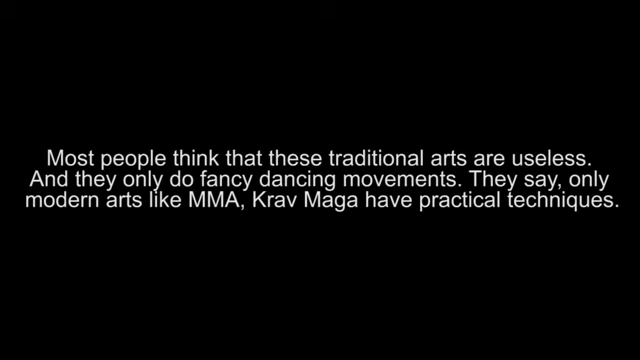 Most people think that these traditional arts are useless.
And they only do fancy dancing movements. They say, only
modern arts like MMA, Krav Maga have practical techniques.